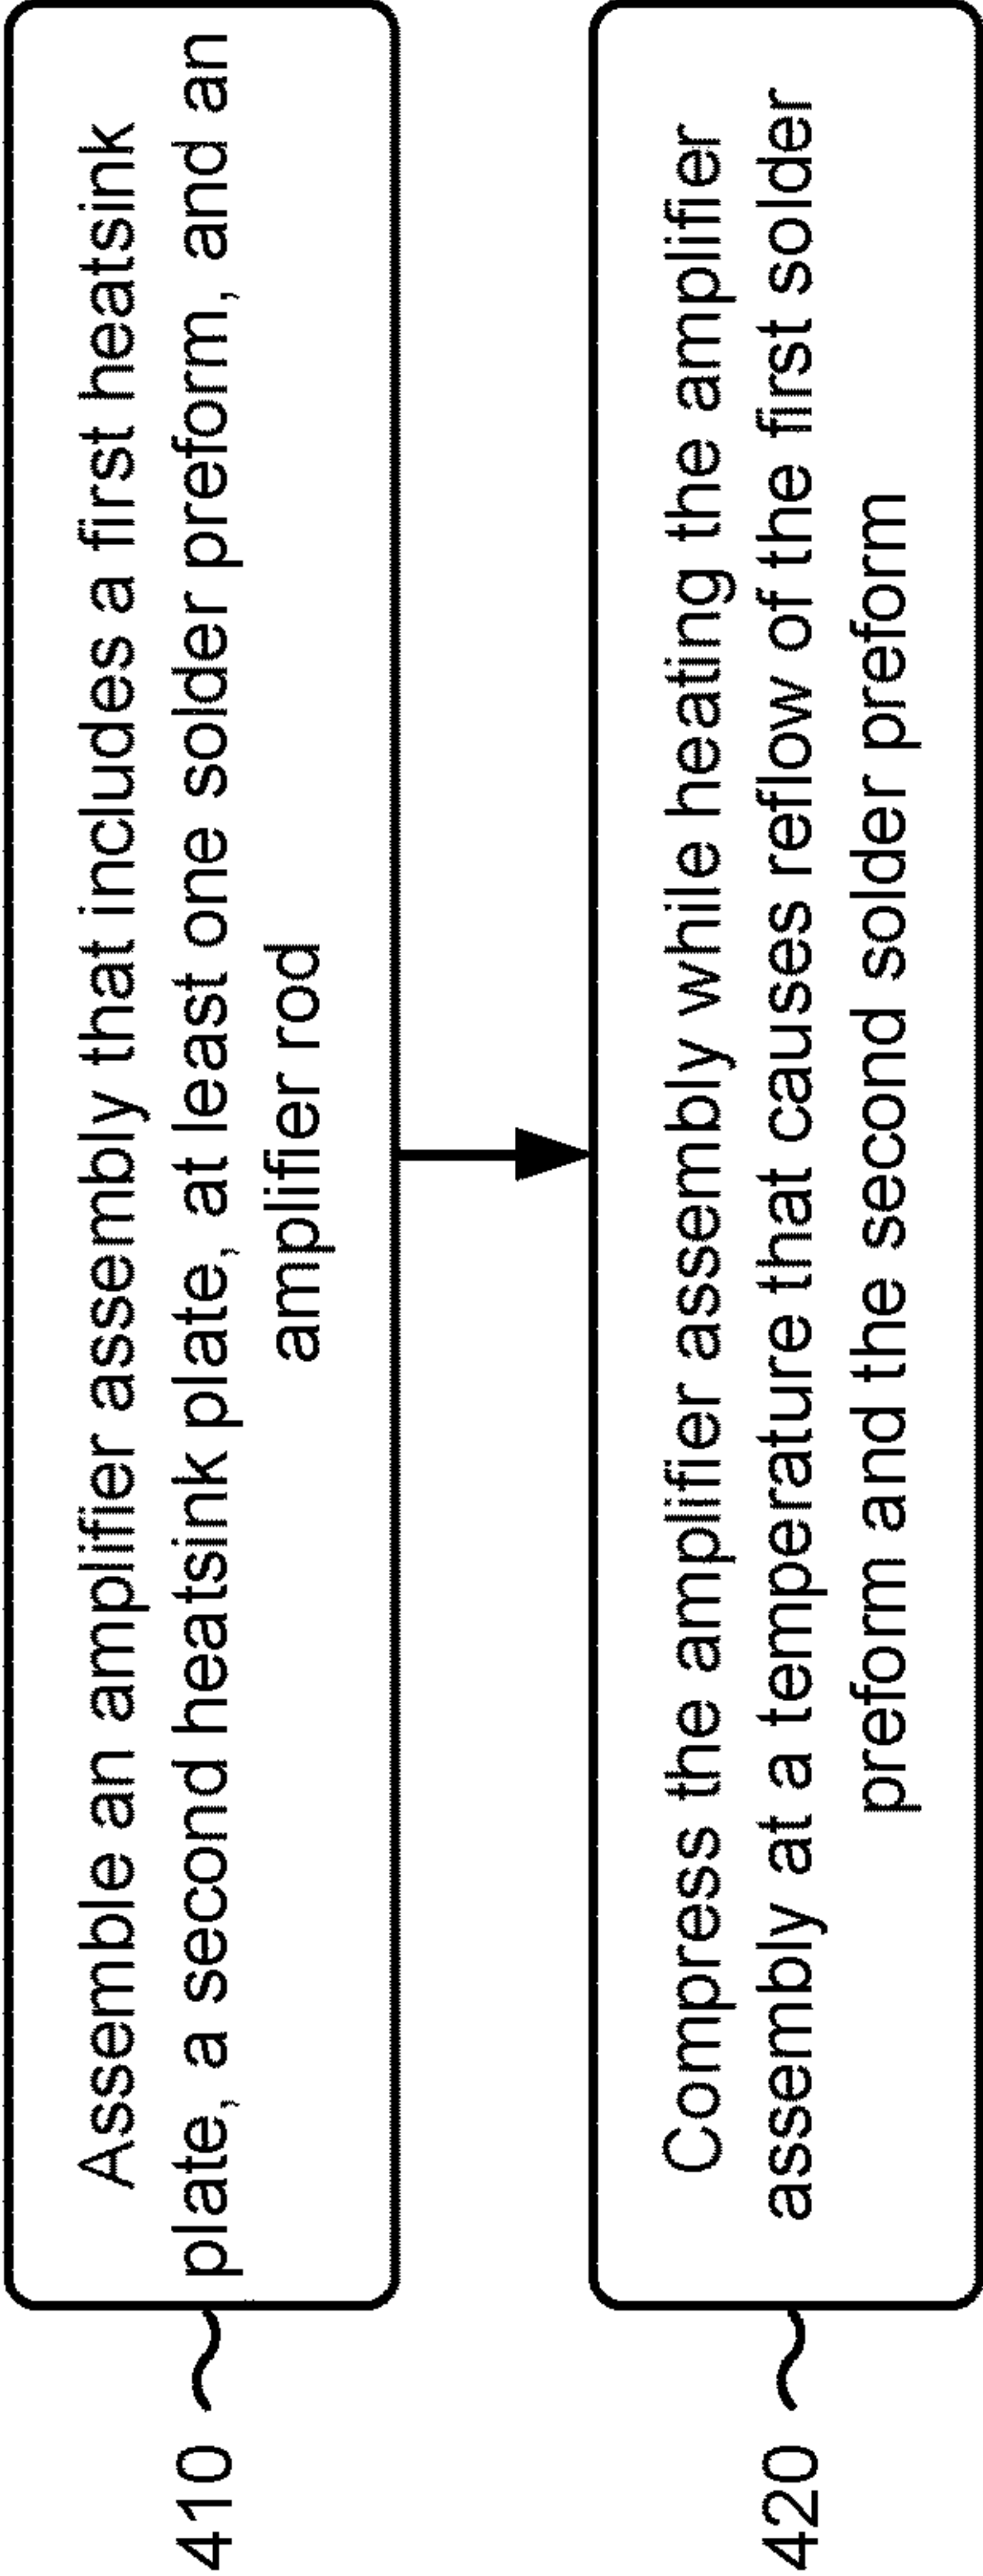 410
Assemble an amplifier assembly that includes a first heatsink
plate, a second heatsink plate, at least one solder preform, and an
amplifier rod
420
Compress the amplifier assembly while heating the amplifier
assembly at a temperature that causes reflow of the first solder
preform and the second solder preform